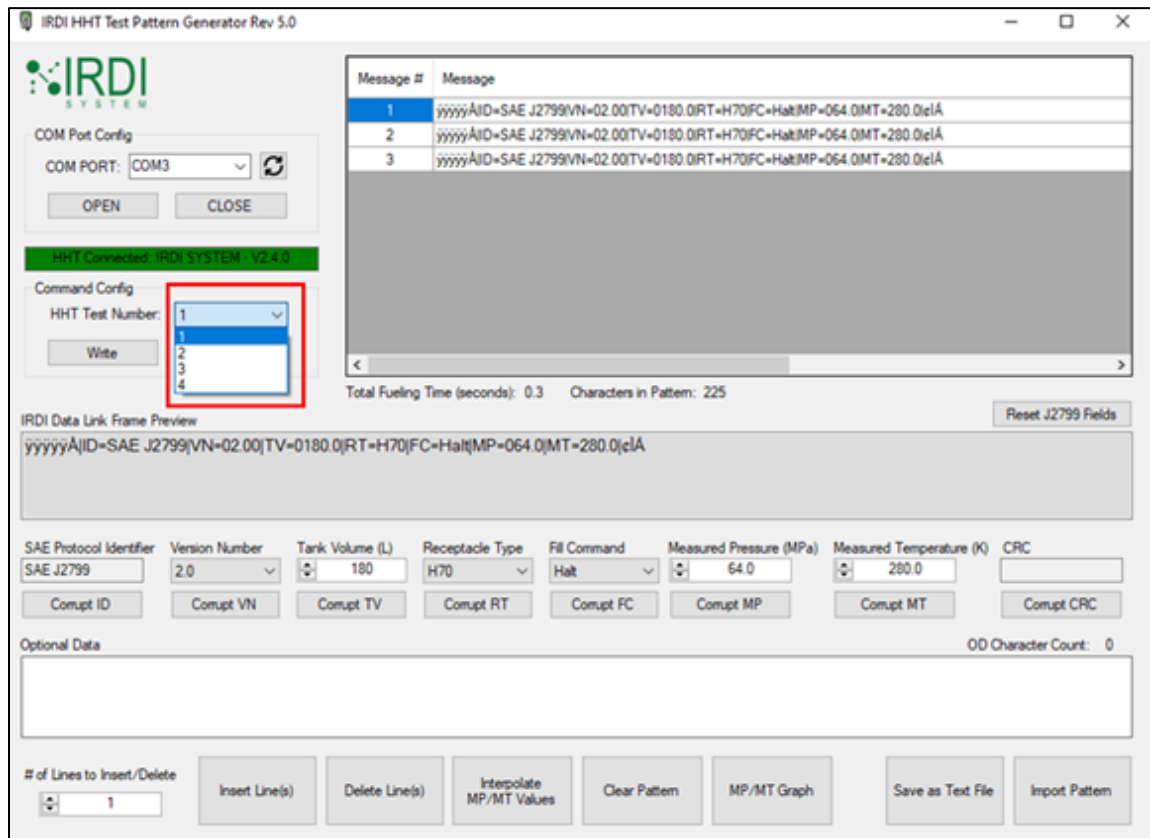 IRDI HHT Test Pattern Generator Rev 5.0
IRDI
SYSTEM
COM Port Config
COM PORT: COM3
OPEN CLOSE
HHT Connected: IRDI SYSTEM - V2.4.0
Command Config
HHT Test Number: 1
1
2
3
4
Write
Message # Message
1 ÿÿÿÿÿÀ|ID=SAE J2799|VN=02.00|TV=0180.0|RT=H70|FC=Halt|MP=064.0|MT=280.0|¢ÍÁ
2 ÿÿÿÿÿÀ|ID=SAE J2799|VN=02.00|TV=0180.0|RT=H70|FC=Halt|MP=064.0|MT=280.0|¢ÍÁ
3 ÿÿÿÿÿÀ|ID=SAE J2799|VN=02.00|TV=0180.0|RT=H70|FC=Halt|MP=064.0|MT=280.0|¢ÍÁ
Total Fueling Time (seconds): 0.3 Characters in Pattern: 225
Reset J2799 Fields
IRDI Data Link Frame Preview
ÿÿÿÿÿÀ|ID=SAE J2799|VN=02.00|TV=0180.0|RT=H70|FC=Halt|MP=064.0|MT=280.0|¢ÍÁ
SAE Protocol Identifier Version Number Tank Volume (L) Receptacle Type Fill Command Measured Pressure (MPa) Measured Temperature (K) CRC
SAE J2799 2.0 180 H70 Halt 64.0 280.0
Corrupt ID Corrupt VN Corrupt TV Corrupt RT Corrupt FC Corrupt MP Corrupt MT Corrupt CRC
Optional Data OD Character Count: 0
# of Lines to Insert/Delete
1
Insert Line(s) Delete Line(s) Interpolate MP/MT Values Clear Pattern MP/MT Graph Save as Text File Import Pattern